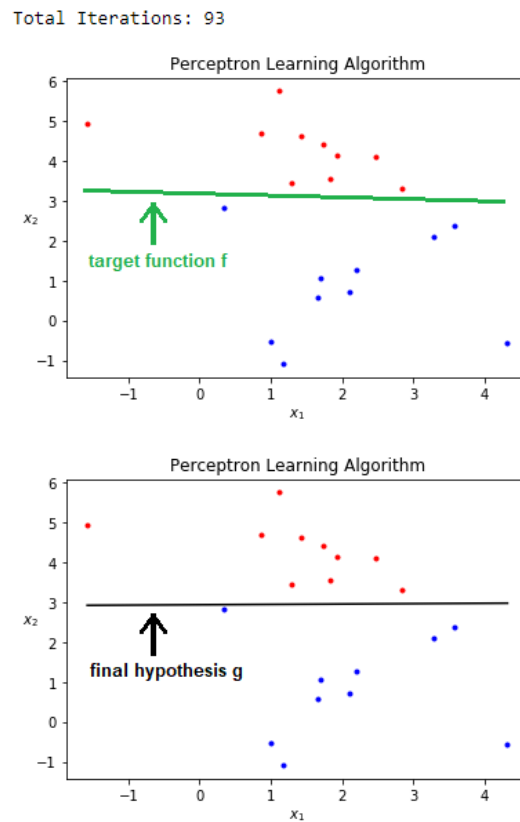 Total Iterations: 93
Perceptron Learning Algorithm
6
5
4
3
x₂
2
target function f
1
0
−1
−1 0 1 2 3 4
x₁
Perceptron Learning Algorithm
6
5
4
3
x₂
2
final hypothesis g
1
0
−1
−1 0 1 2 3 4
x₁